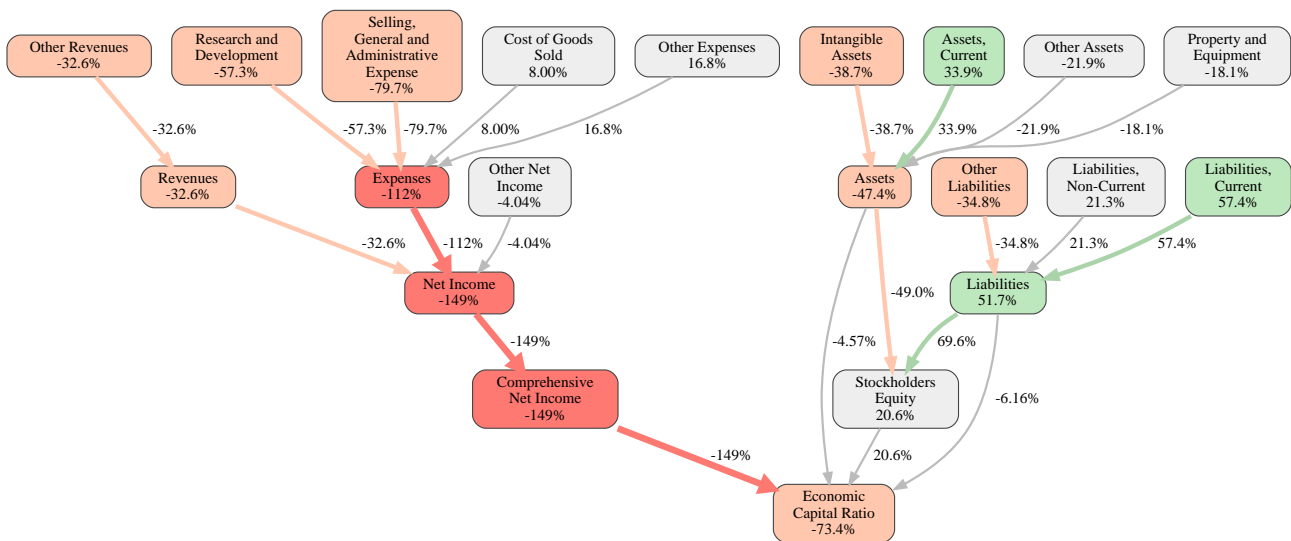 Other Revenues
-32.6%
Research and
Development
-57.3%
Selling,
General and
Administrative
Expense
-79.7%
Cost of Goods
Sold
8.00%
Other Expenses
16.8%
Intangible
Assets
-38.7%
Assets,
Current
33.9%
Other Assets
-21.9%
Property and
Equipment
-18.1%
-32.6%
-57.3%
-79.7%
8.00%
16.8%
-38.7%
33.9%
-21.9%
-18.1%
Revenues
-32.6%
Expenses
-112%
Other Net
Income
-4.04%
Assets
-47.4%
Other
Liabilities
-34.8%
Liabilities,
Non-Current
21.3%
Liabilities,
Current
57.4%
-32.6%
-112%
-4.04%
-34.8%
21.3%
57.4%
Net Income
-149%
-49.0%
Liabilities
51.7%
-149%
-4.57%
69.6%
Comprehensive
Net Income
-149%
Stockholders
Equity
20.6%
-6.16%
-149%
20.6%
Economic
Capital Ratio
-73.4%